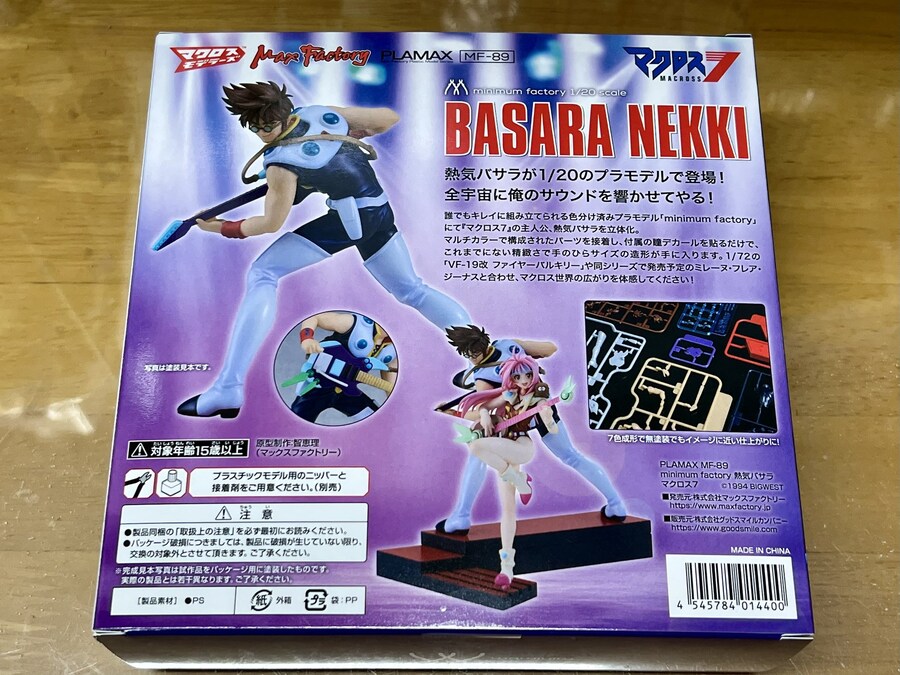 マクロス
モデラーズ
Max Factory
PLAMAX
MF-89
マクロス7
MACROSS
minimum factory 1/20 scale
BASARA NEKKI
熱気バサラが1/20のプラモデルで登場！
全宇宙に俺のサウンドを響かせてやる！
誰でもキレイに組み立てられる色分け済みプラモデル「minimum factory」
にて『マクロス7』の主人公、熱気バサラを立体化。
マルチカラーで構成されたパーツを接着し、付属の瞳デカールを貼るだけで、
これまでにない精緻さで手のひらサイズの造形が手に入ります。1/72の
「VF-19改 ファイヤーバルキリー」や同シリーズで発売予定のミレーヌ・フレア・
ジーナスと合わせ、マクロス世界の広がりを体感してください！
写真は塗装見本です。
7色成形で無塗装でもイメージに近い仕上がりに！
たいしょうねんれい さい いじょう
対象年齢15歳以上
原型制作：智恵理
（マックスファクトリー）
プラスチックモデル用のニッパーと
接着剤をご用意ください。（別売）
ちゅう い
注意
●製品同梱の「取扱上の注意」を必ず最初にお読みください。
●パッケージ破損につきましては、製品に破損が生じていない限り、
交換の対象外とさせて頂きます。ご了承ください。
※完成見本写真は試作品をパッケージ用に塗装したものです。
実際の製品とは若干異なります。ご了承ください。
［製品素材］ ●PS
紙 外箱
プラ 袋：PP
PLAMAX MF-89
minimum factory 熱気バサラ
マクロス7
©1994 BIGWEST
■発売元：株式会社マックスファクトリー
https://www.maxfactory.jp
■販売元：株式会社グッドスマイルカンパニー
https://www.goodsmile.com
MADE IN CHINA
4 545784 014400